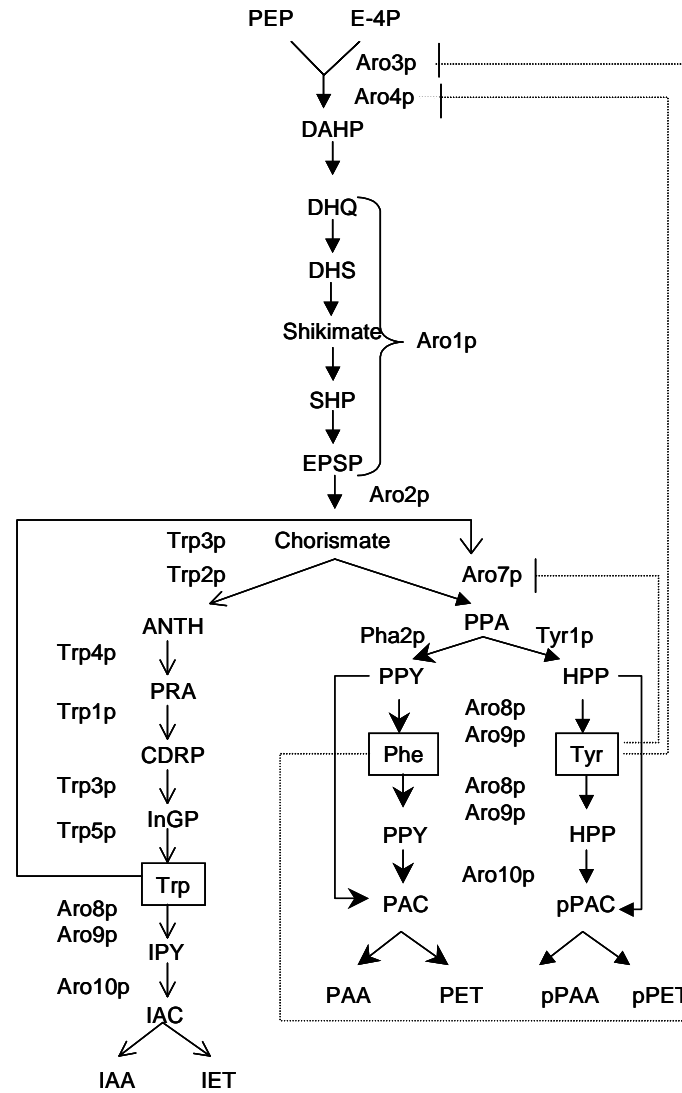 PEP E-4P
Aro3p
Aro4p
DAHP
DHQ
DHS
Shikimate
Aro1p
SHP
EPSP
Aro2p
Trp3p Chorismate
Trp2p Aro7p
ANTH PPA
Pha2p Tyr1p
Trp4p
PPY HPP
PRA
Trp1p Aro8p
Aro9p
CDRP Phe Tyr
Trp3p Aro8p
Aro9p
InGP
Trp5p PPY HPP
Trp Aro10p
Aro8p PAC pPAC
Aro9p
IPY
Aro10p PAA PET pPAA pPET
IAC
IAA IET